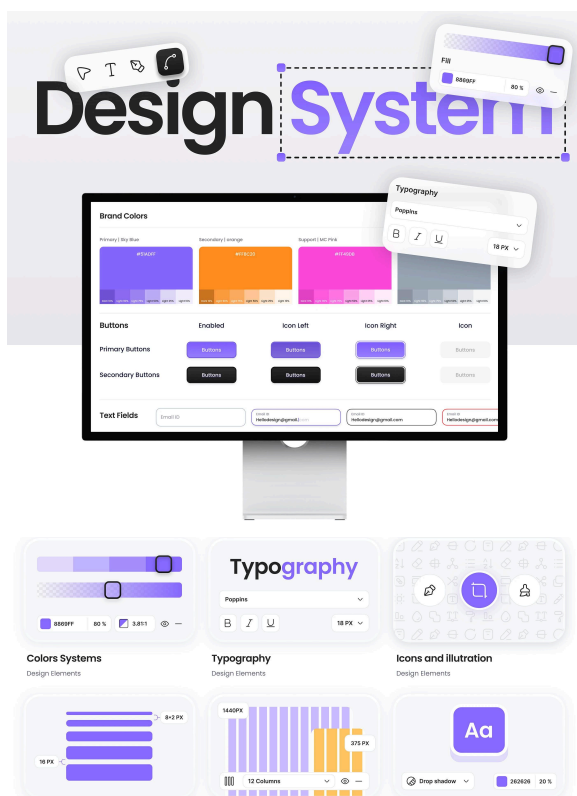 Design System
Fill
8869FF 80 %
Typography
Poppins
B I U 18 PX
Brand Colors
Primary | Sky Blue Secondary | orange Support | MC Pink
Buttons Enabled Icon Left Icon Right Icon
Primary Buttons Buttons Buttons Buttons Buttons
Secondary Buttons Buttons Buttons Buttons Buttons
Text Fields Email ID Hellodesign@gmail. Hellodesign@gmail.com Hellodesign@gmail.com
8869FF 80 % 3.81:1
Typography
Poppins
B I U 18 PX
Colors Systems Typography Icons and illutration
Design Elements Design Elements Design Elements
8×2 PX
16 PX
1440PX
375 PX
12 Columns
Aa
Drop shadow 262626 20 %